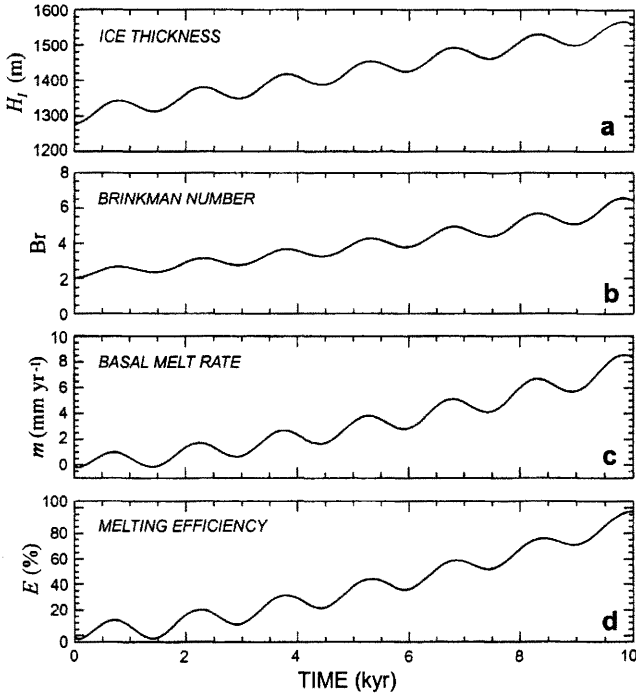 1600
1500
1400
1300
1200
H_I (m)
ICE THICKNESS
a
8
6
4
2
0
Br
BRINKMAN NUMBER
b
10
8
6
4
2
0
m (mm yr⁻¹)
BASAL MELT RATE
c
100
80
60
40
20
0
E (%)
MELTING EFFICIENCY
d
0 2 4 6 8 10
TIME (kyr)